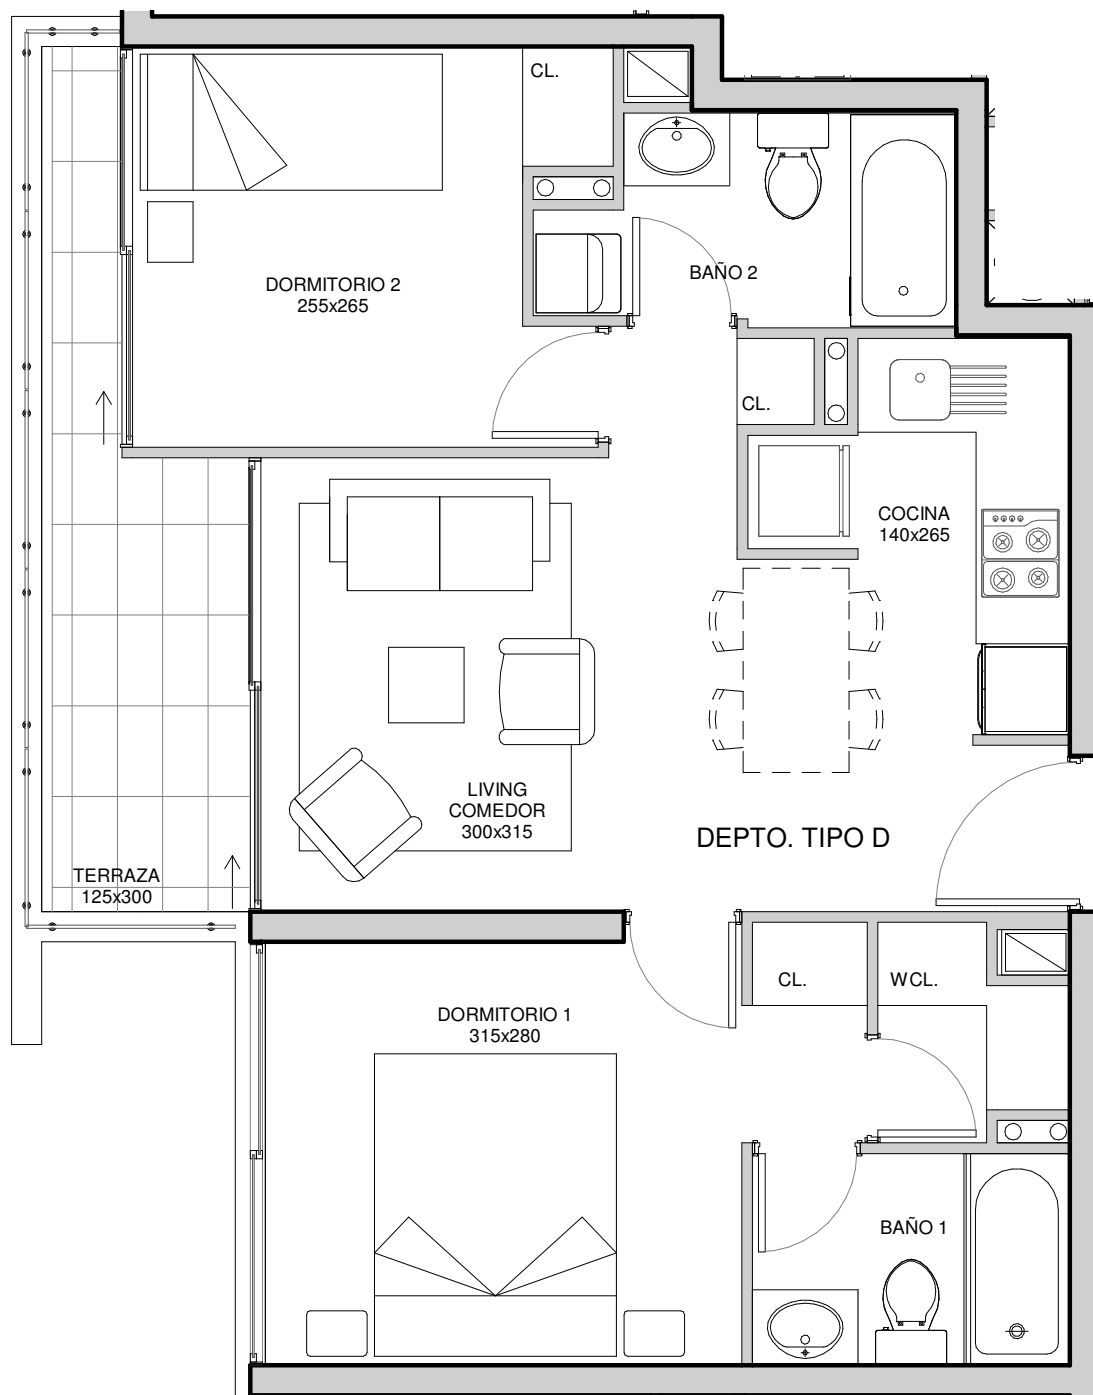 CL.
DORMITORIO 2
255x265
BAÑO 2
CL.
COCINA
140x265
LIVING
COMEDOR
300x315
DEPTO. TIPO D
TERRAZA
125x300
CL.
WCL.
DORMITORIO 1
315x280
BAÑO 1